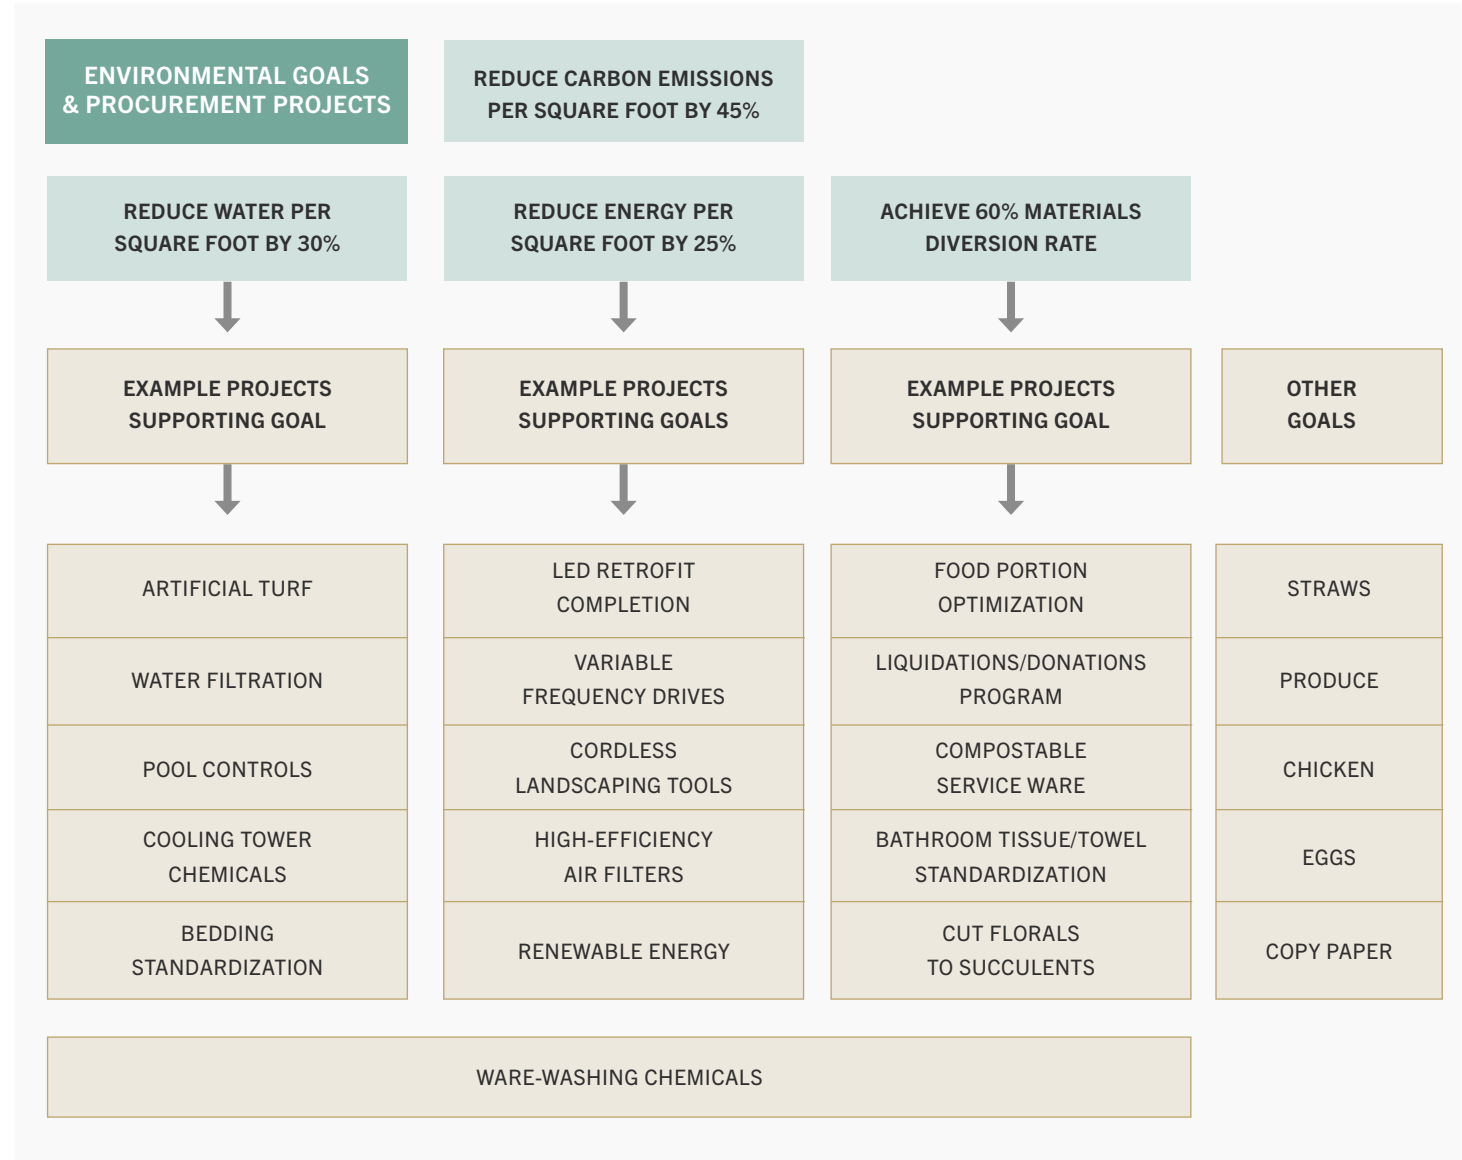 ENVIRONMENTAL GOALS
& PROCUREMENT PROJECTS
REDUCE CARBON EMISSIONS
PER SQUARE FOOT BY 45%
REDUCE WATER PER
SQUARE FOOT BY 30%
REDUCE ENERGY PER
SQUARE FOOT BY 25%
ACHIEVE 60% MATERIALS
DIVERSION RATE
EXAMPLE PROJECTS
SUPPORTING GOAL
EXAMPLE PROJECTS
SUPPORTING GOALS
EXAMPLE PROJECTS
SUPPORTING GOAL
OTHER
GOALS
ARTIFICIAL TURF
LED RETROFIT
COMPLETION
FOOD PORTION
OPTIMIZATION
STRAWS
WATER FILTRATION
VARIABLE
FREQUENCY DRIVES
LIQUIDATIONS/DONATIONS
PROGRAM
PRODUCE
POOL CONTROLS
CORDLESS
LANDSCAPING TOOLS
COMPOSTABLE
SERVICE WARE
CHICKEN
COOLING TOWER
CHEMICALS
HIGH-EFFICIENCY
AIR FILTERS
BATHROOM TISSUE/TOWEL
STANDARDIZATION
EGGS
BEDDING
STANDARDIZATION
RENEWABLE ENERGY
CUT FLORALS
TO SUCCULENTS
COPY PAPER
WARE-WASHING CHEMICALS